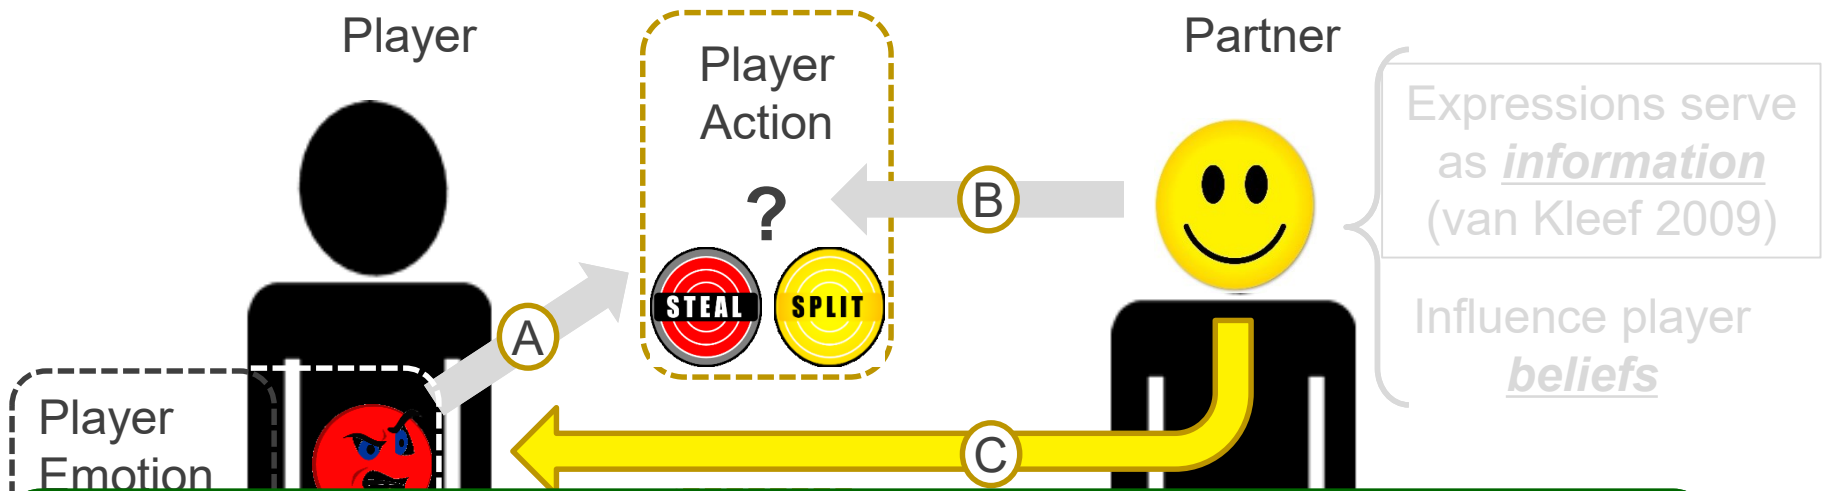 Player
Player
Action
?
STEAL
SPLIT
A
Player
Emotion
B
C
Partner
Expressions serve
as information
(van Kleef 2009)
Influence player
beliefs